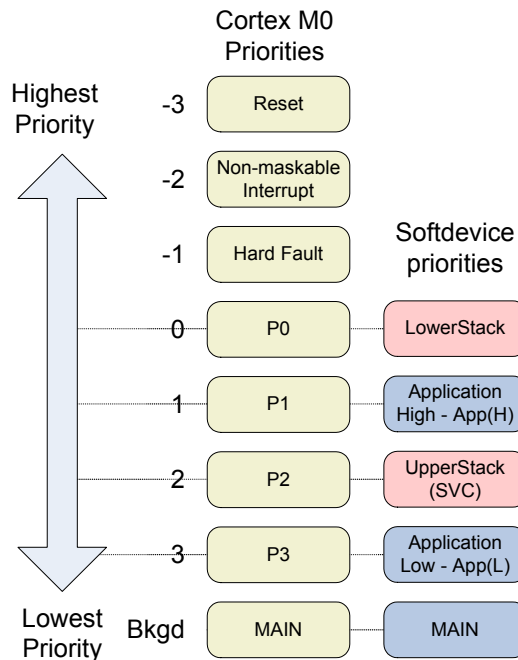 Cortex M0
Priorities
Highest
Priority
-3
Reset
-2
Non-maskable
Interrupt
-1
Hard Fault
Softdevice
priorities
0
P0
LowerStack
1
P1
Application
High - App(H)
2
P2
UpperStack
(SVC)
3
P3
Application
Low - App(L)
Lowest
Priority
Bkgd
MAIN
MAIN